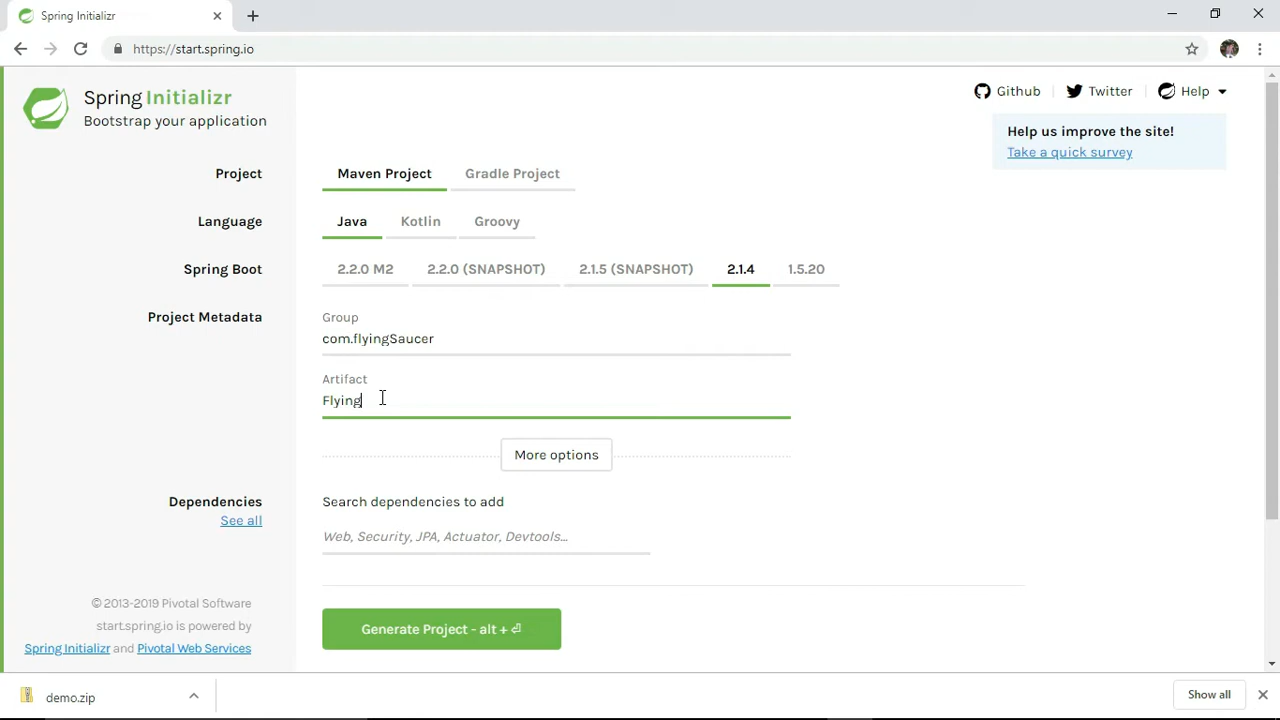 Spring Initializr
https://start.spring.io
Spring Initializr
Bootstrap your application
Github
Twitter
Help
Help us improve the site!
Take a quick survey
Project
Maven Project
Gradle Project
Language
Java
Kotlin
Groovy
Spring Boot
2.2.0 M2
2.2.0 (SNAPSHOT)
2.1.5 (SNAPSHOT)
2.1.4
1.5.20
Project Metadata
Group
com.flyingSaucer
Artifact
Flying
More options
Dependencies
See all
Search dependencies to add
Web, Security, JPA, Actuator, Devtools...
© 2013-2019 Pivotal Software
start.spring.io is powered by
Spring Initializr and Pivotal Web Services
Generate Project - alt + ⏎
demo.zip
Show all